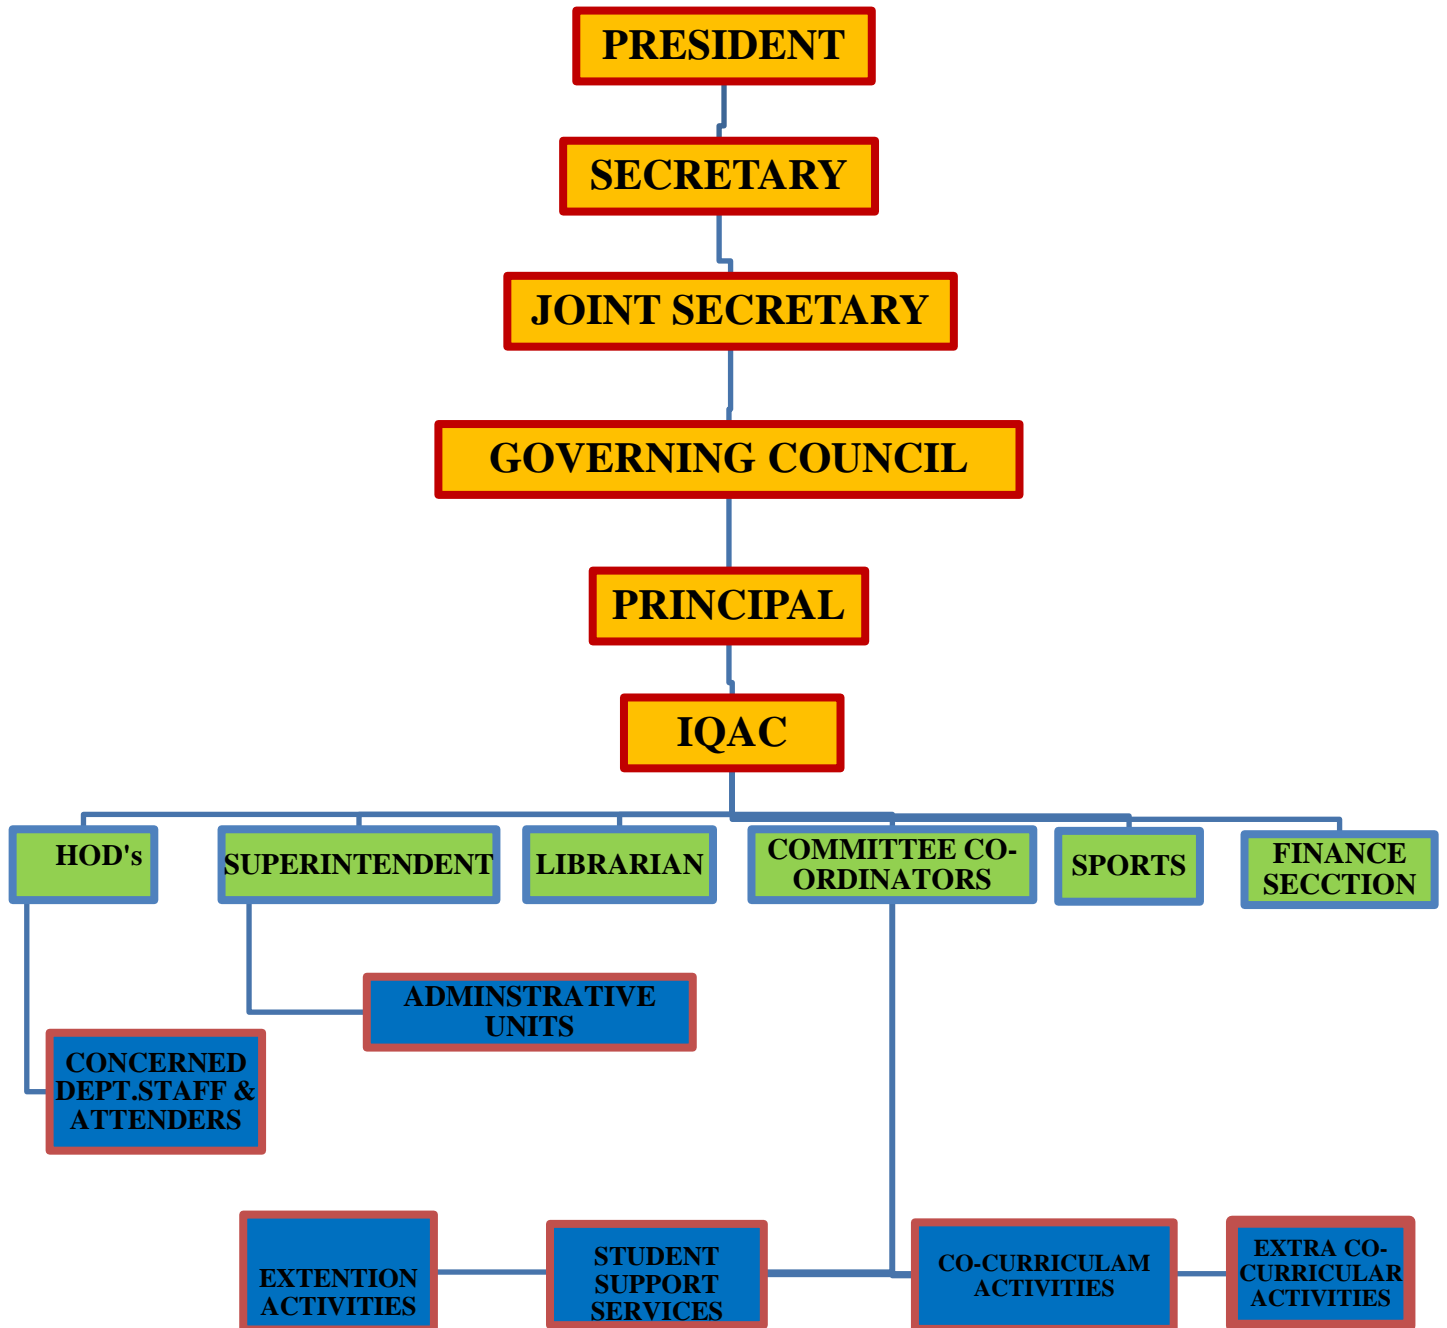 PRESIDENT
SECRETARY
JOINT SECRETARY
GOVERNING COUNCIL
PRINCIPAL
IQAC
HOD's
SUPERINTENDENT
LIBRARIAN
COMMITTEE CO-
ORDINATORS
SPORTS
FINANCE
SECCTION
ADMINSTRATIVE
UNITS
CONCERNED
DEPT.STAFF &
ATTENDERS
EXTENTION
ACTIVITIES
STUDENT
SUPPORT
SERVICES
CO-CURRICULAM
ACTIVITIES
EXTRA CO-
CURRICULAR
ACTIVITIES